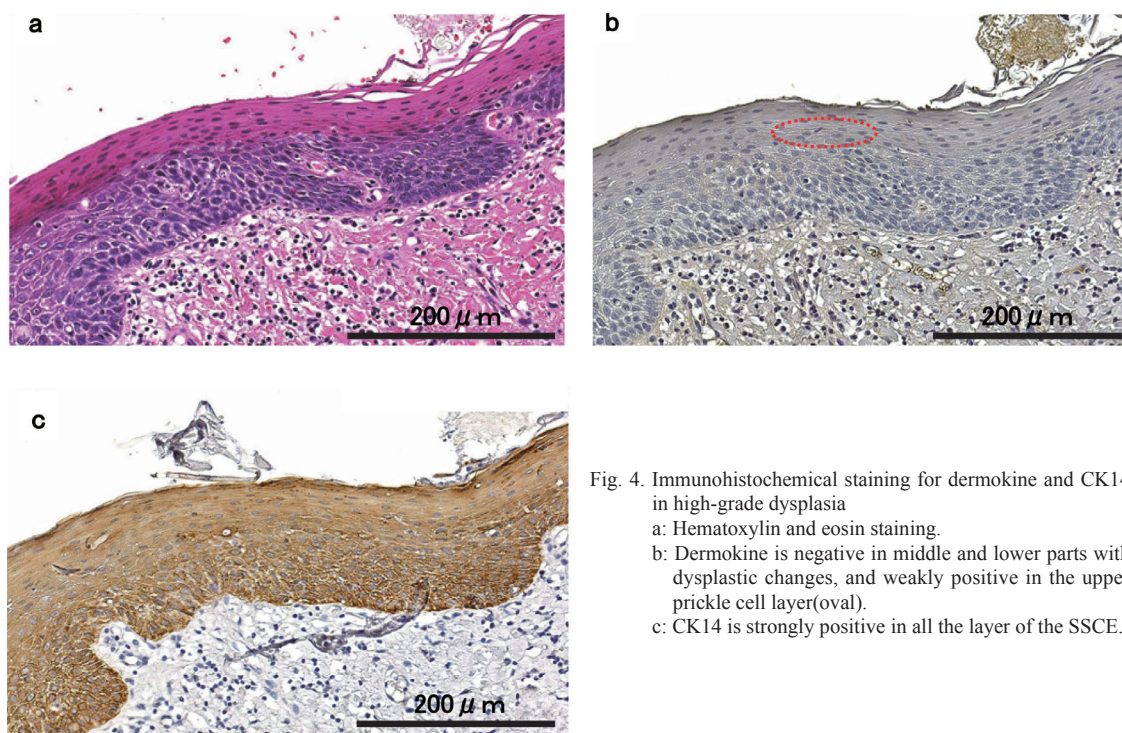 a
b
200 μm
200 μm
c
Fig. 4. Immunohistochemical staining for dermokine and CK14
in high-grade dysplasia
a: Hematoxylin and eosin staining.
b: Dermokine is negative in middle and lower parts with
dysplastic changes, and weakly positive in the uppe
prickle cell layer(oval).
c: CK14 is strongly positive in all the layer of the SSCE.
200 μm